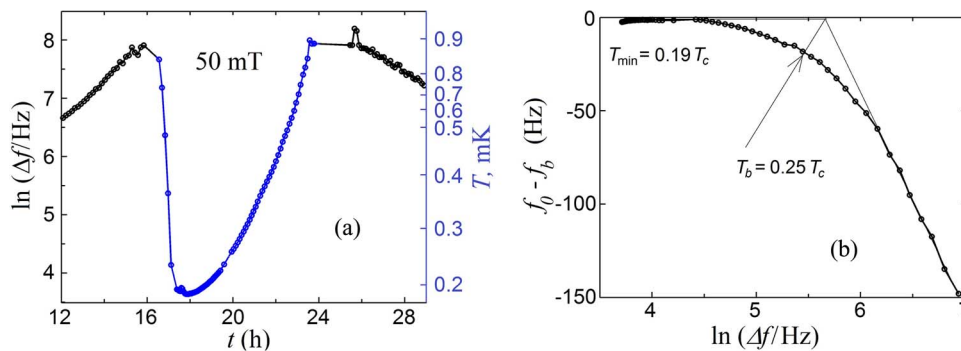 8
7
6
5
4
ln (Δf/Hz)
50 mT
(a)
0.9
0.8
0.7
0.6
0.5
0.4
0.3
0.2
T, mK
12
16
20
24
28
t (h)
0
-50
-100
-150
f₀ - f_b (Hz)
T_min = 0.19 T_c
T_b = 0.25 T_c
(b)
4
5
6
7
ln (Δf/Hz)